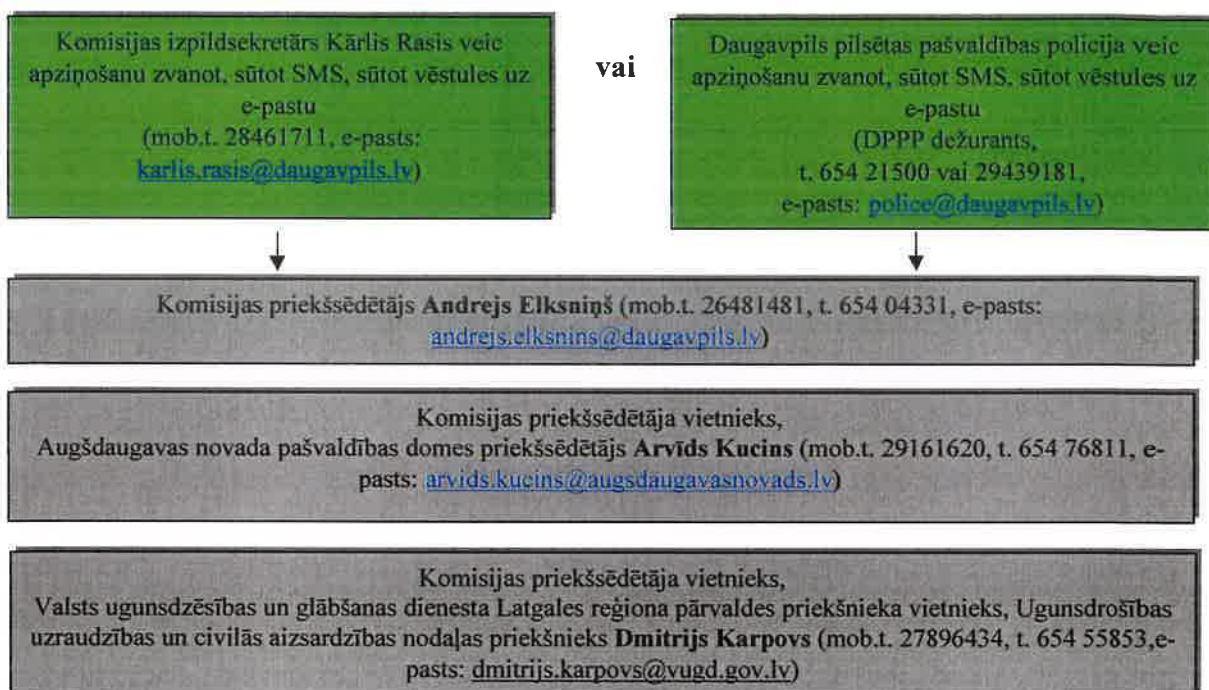 Komisijas izpildsekretārs Kārlis Rasis veic
apziņošanu zvanot, sūtot SMS, sūtot vēstules uz
e-pastu
(mob.t. 28461711, e-pasts:
karlis.rasis@daugavpils.lv)
vai
Daugavpils pilsētas pašvaldības policija veic
apziņošanu zvanot, sūtot SMS, sūtot vēstules uz
e-pastu
(DPPP dežurants,
t. 654 21500 vai 29439181,
e-pasts: police@daugavpils.lv)
Komisijas priekšsēdētājs Andrejs Elksniņš (mob.t. 26481481, t. 654 04331, e-pasts:
andrejs.elksnins@daugavpils.lv)
Komisijas priekšsēdētāja vietnieks,
Augšdaugavas novada pašvaldības domes priekšsēdētājs Arvīds Kucins (mob.t. 29161620, t. 654 76811, e-
pasts: arvids.kucins@augsdaugavasnovads.lv)
Komisijas priekšsēdētāja vietnieks,
Valsts ugunsdzēsības un glābšanas dienesta Latgales reģiona pārvaldes priekšnieka vietnieks, Ugunsdrošības
uzraudzības un civilās aizsardzības nodaļas priekšnieks Dmitrijs Karpovs (mob.t. 27896434, t. 654 55853,e-
pasts: dmitrijs.karpovs@vugd.gov.lv)